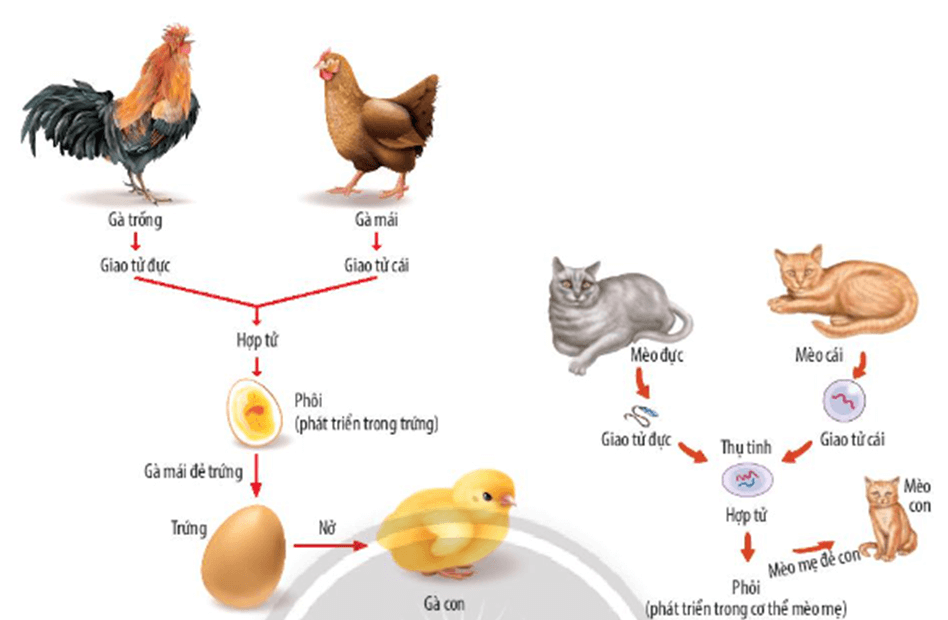 Gà trống
Gà mái
Giao tử đực
Giao tử cái
Hợp tử
Phôi
(phát triển trong trứng)
Gà mái đẻ trứng
Trứng
Nở
Gà con
Mèo đực
Mèo cái
Giao tử đực
Giao tử cái
Thụ tinh
Hợp tử
Mèo
con
Mèo mẹ đẻ con
Phôi
(phát triển trong cơ thể mèo mẹ)